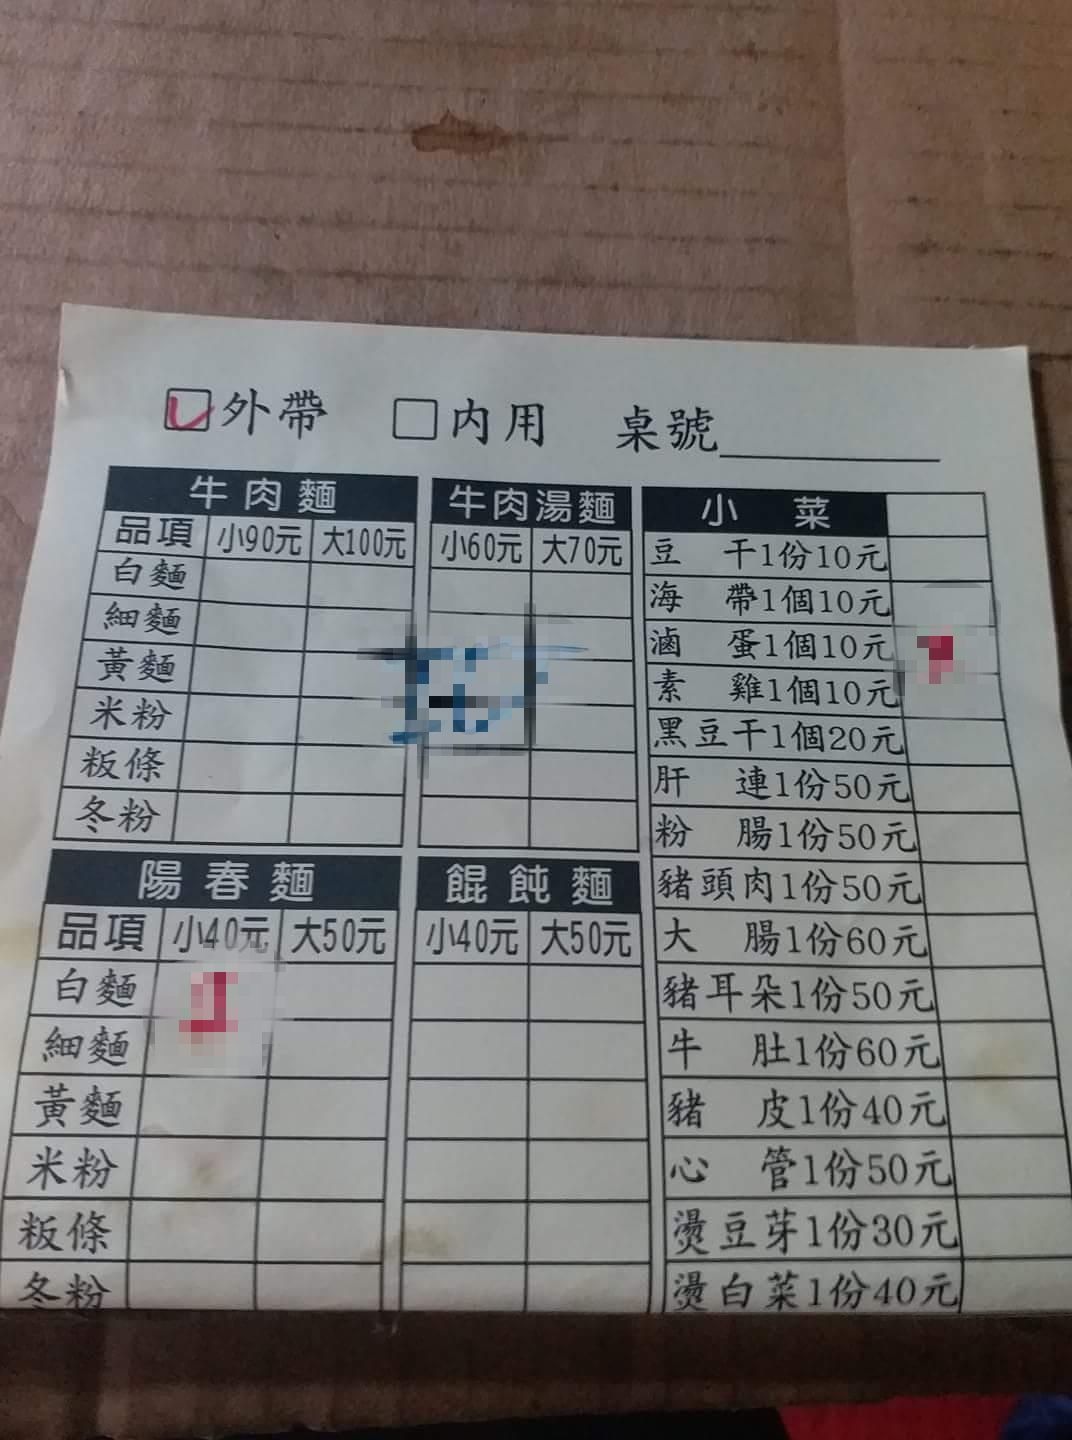 外帶 內用 桌號
牛肉麵
品項 小90元 大100元
白麵
細麵
黃麵
米粉
粄條
冬粉
牛肉湯麵
小60元 大70元
陽春麵
品項 小40元 大50元
白麵
細麵
黃麵
米粉
粄條
冬粉
餛飩麵
小40元 大50元
小菜
豆干1份10元
海帶1個10元
滷蛋1個10元
素雞1個10元
黑豆干1個20元
肝連1份50元
粉腸1份50元
豬頭肉1份50元
大腸1份60元
豬耳朵1份50元
牛肚1份60元
豬皮1份40元
心管1份50元
燙豆芽1份30元
燙白菜1份40元